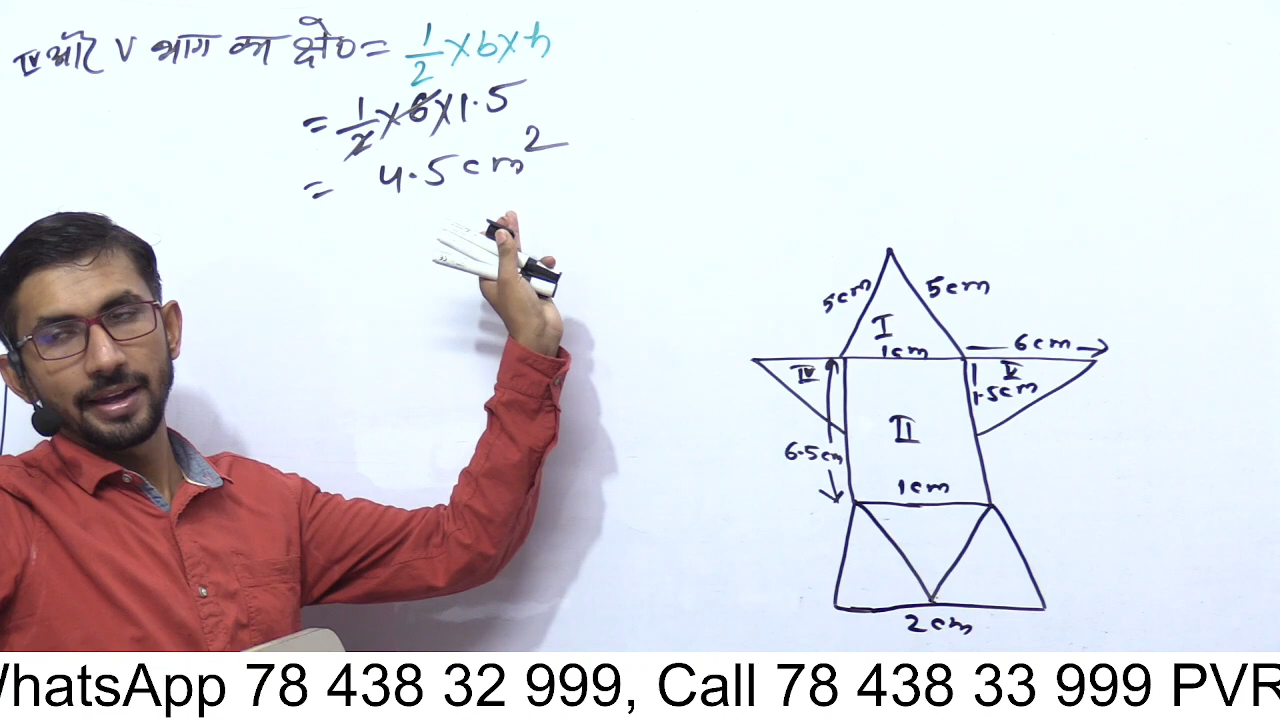 IV और V भाग का क्षे० = 1/2 × b × h
= 1/2 × 6 × 1.5
= 4.5 cm²
5cm 5cm
I
1cm
6cm
IV
V
1.5cm
II
6.5cm
1cm
2cm
WhatsApp 78 438 32 999, Call 78 438 33 999 PVR